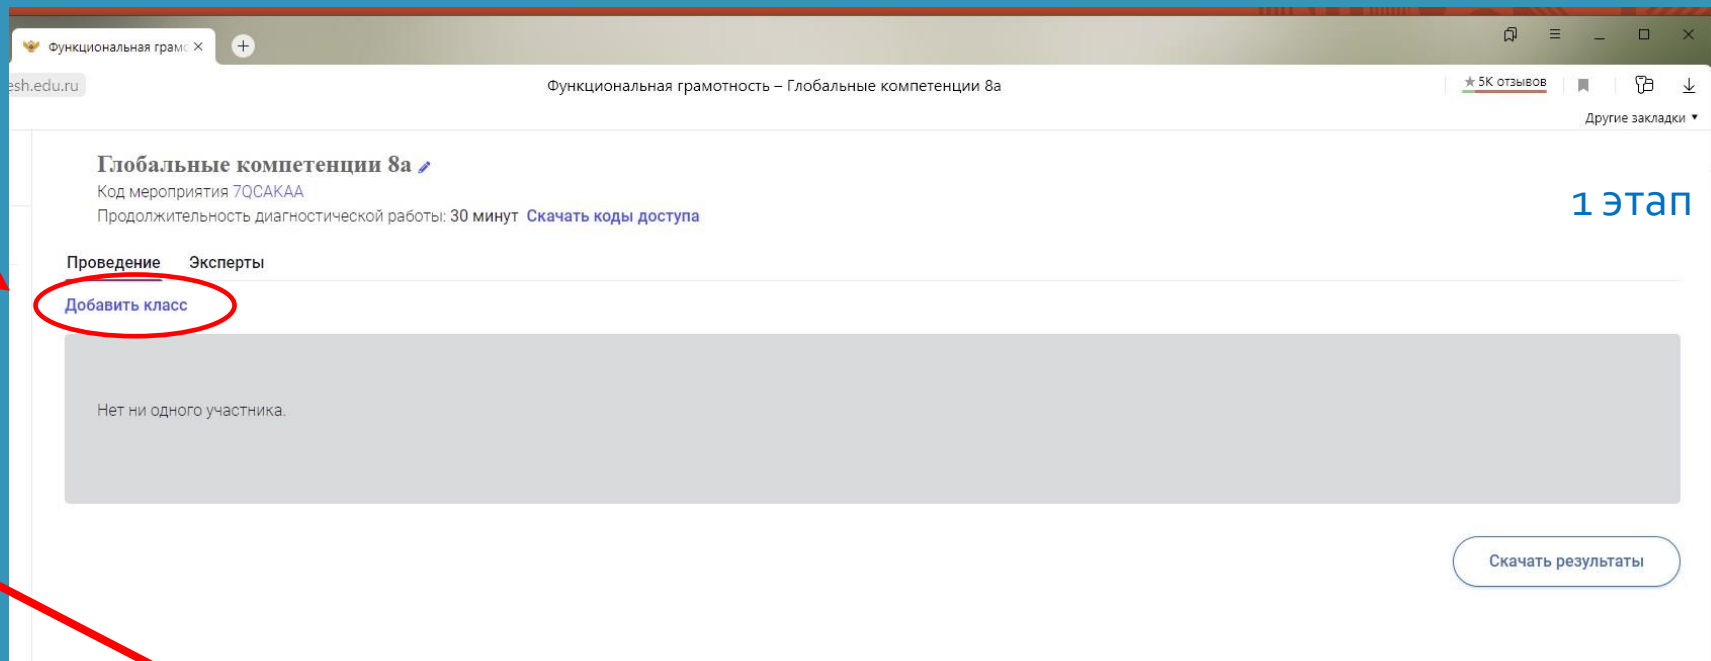 Функциональная грамо
esh.edu.ru
Функциональная грамотность – Глобальные компетенции 8а
5K отзывов
Другие закладки
Глобальные компетенции 8а
Код мероприятия 7QCAKAA
1 этап
Продолжительность диагностической работы: 30 минут Скачать коды доступа
Проведение Эксперты
Добавить класс
Нет ни одного участника.
Скачать результаты